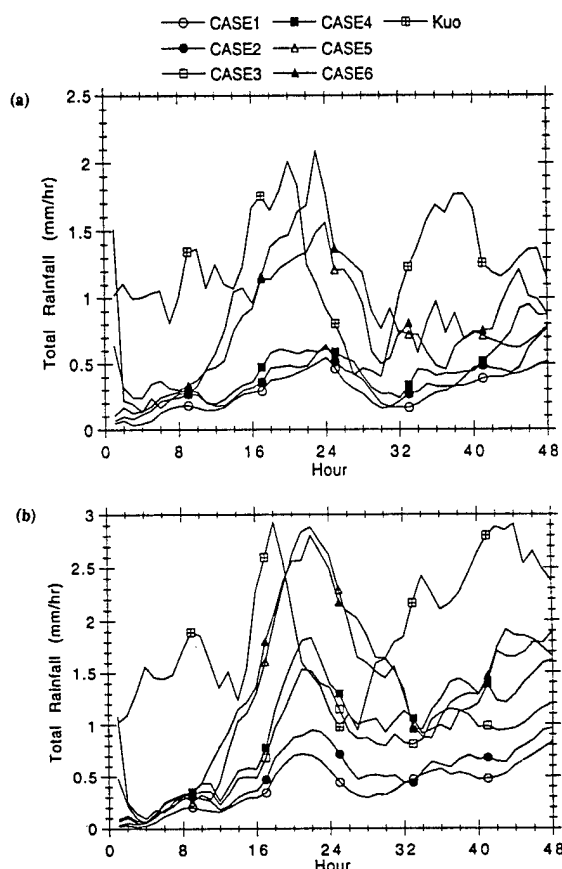 CASE1 CASE4 Kuo
CASE2 CASE5
CASE3 CASE6
(a)
2.5
2
1.5
1
0.5
0
Total Rainfall (mm/hr)
0 8 16 24 32 40 48
Hour
(b)
3
2.5
2
1.5
1
0.5
0
Total Rainfall (mm/hr)
0 8 16 24 32 40 48
Hour